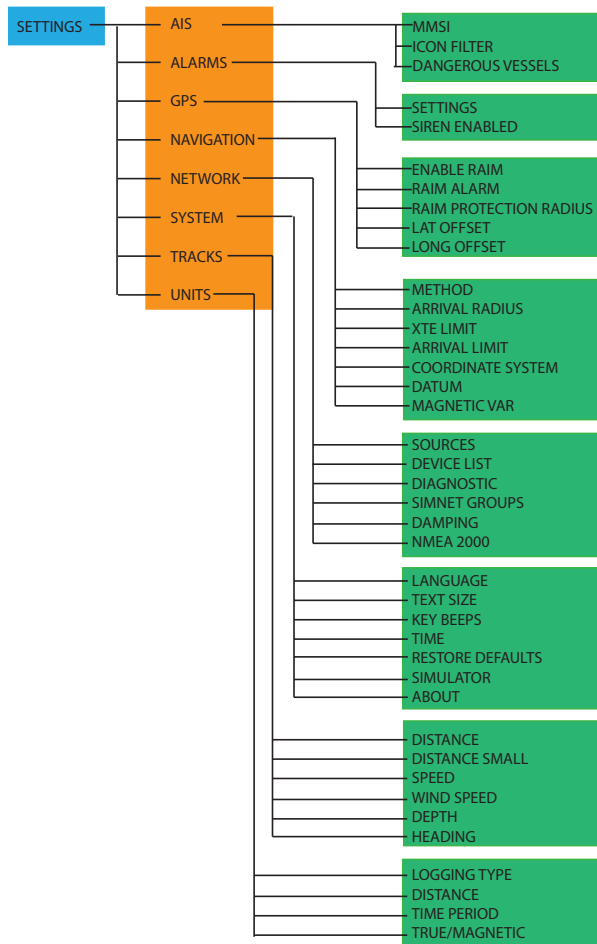 SETTINGS
AIS
ALARMS
GPS
NAVIGATION
NETWORK
SYSTEM
TRACKS
UNITS
MMSI
ICON FILTER
DANGEROUS VESSELS
SETTINGS
SIREN ENABLED
ENABLE RAIM
RAIM ALARM
RAIM PROTECTION RADIUS
LAT OFFSET
LONG OFFSET
METHOD
ARRIVAL RADIUS
XTE LIMIT
ARRIVAL LIMIT
COORDINATE SYSTEM
DATUM
MAGNETIC VAR
SOURCES
DEVICE LIST
DIAGNOSTIC
SIMNET GROUPS
DAMPING
NMEA 2000
LANGUAGE
TEXT SIZE
KEY BEEPS
TIME
RESTORE DEFAULTS
SIMULATOR
ABOUT
DISTANCE
DISTANCE SMALL
SPEED
WIND SPEED
DEPTH
HEADING
LOGGING TYPE
DISTANCE
TIME PERIOD
TRUE/MAGNETIC